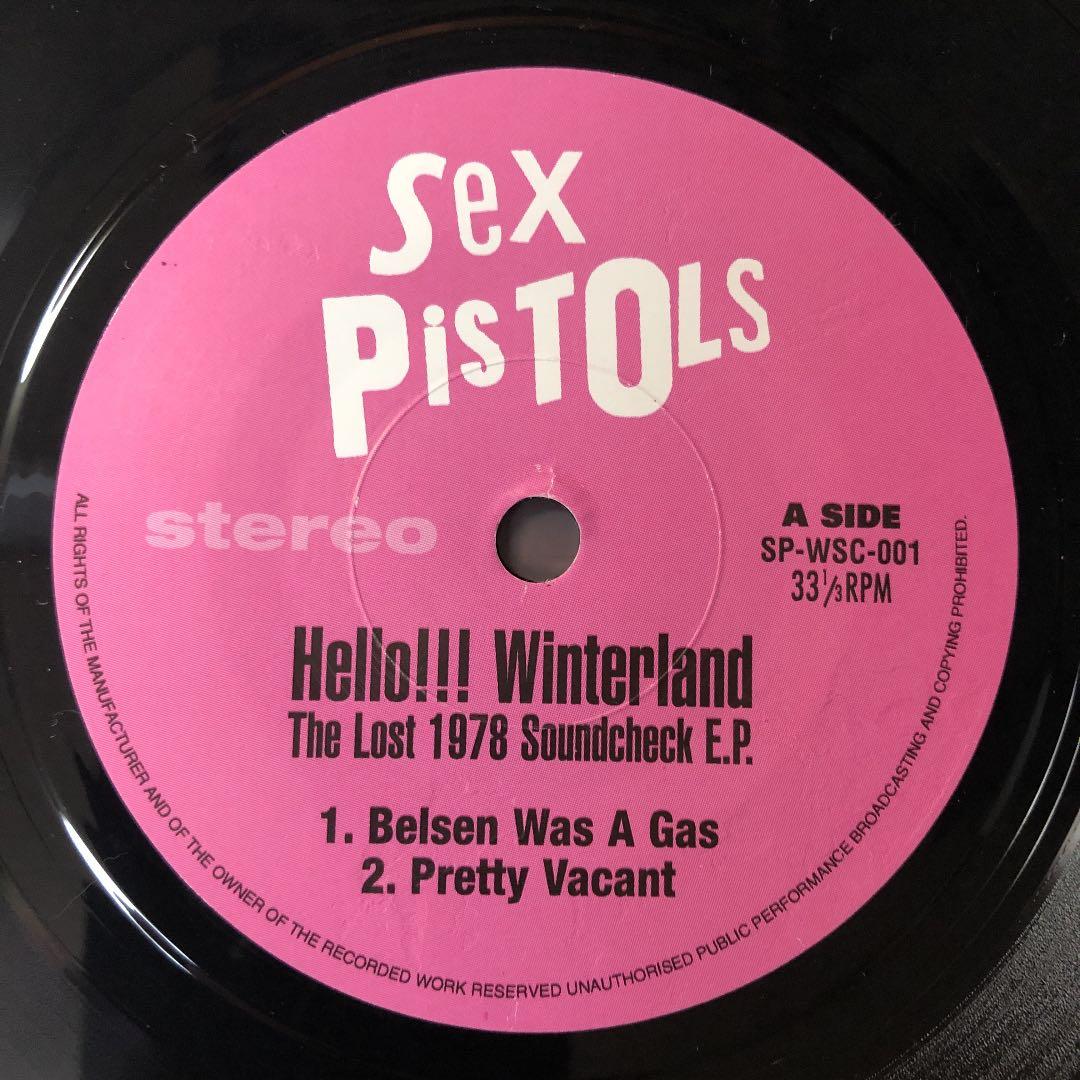 Sex
PiSTOLS
stereo
A SIDE
SP-WSC-001
33⅓RPM
Hello!!! Winterland
The Lost 1978 Soundcheck E.P.
1. Belsen Was A Gas
2. Pretty Vacant
ALL RIGHTS OF THE MANUFACTURER AND OF THE OWNER OF THE RECORDED WORK RESERVED UNAUTHORISED PUBLIC PERFORMANCE BROADCASTING AND COPYING PROHIBITED.